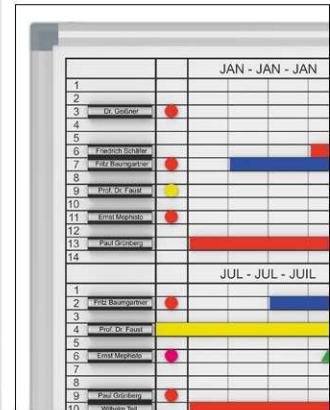 JAN - JAN - JAN
1
2
3 Dr. Geißner
4
5
6 Friedrich Schäfer
7 Fritz Baumgartner
8
9 Prof. Dr. Faust
10
11 Ernst Mephisto
12
13 Paul Grünberg
14
JUL - JUL - JUIL
1
2 Fritz Baumgartner
3
4 Prof. Dr. Faust
5
6 Ernst Mephisto
7
8
9 Paul Grünberg
10 Wilhelm Tell